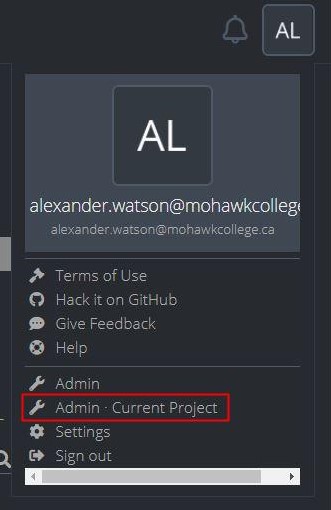 AL
AL
alexander.watson@mohawkcollege
alexander.watson@mohawkcollege.ca
Terms of Use
Hack it on GitHub
Give Feedback
Help
Admin
Admin · Current Project
Settings
Sign out